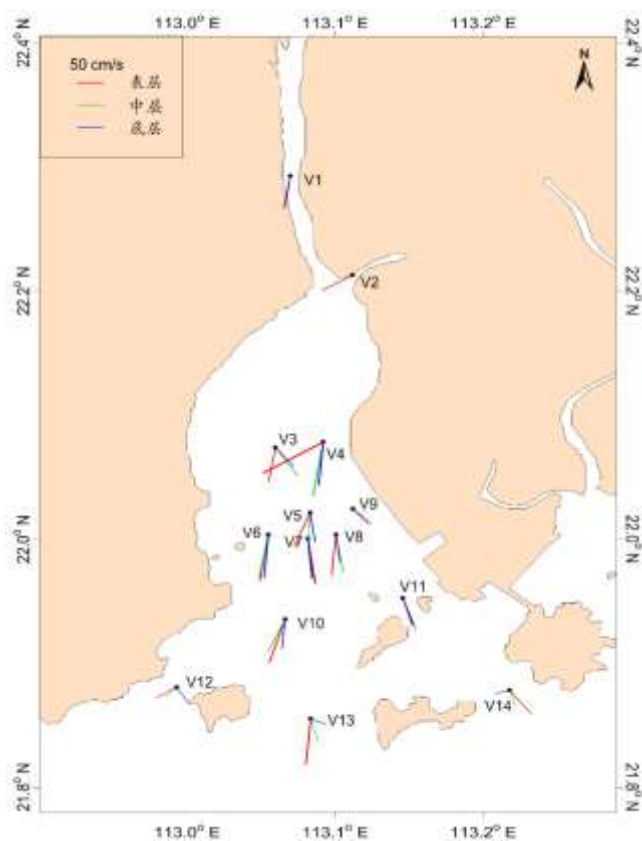 113.0° E 113.1° E 113.2° E
22.4° N 22.4° N
50 cm/s
表层
中层
底层
N
V1
V2
22.2° N 22.2° N
V3
V4
V9
V5
V6 V7 V8
22.0° N 22.0° N
V11
V10
V12
V14
V13
21.8° N 21.8° N
113.0° E 113.1° E 113.2° E